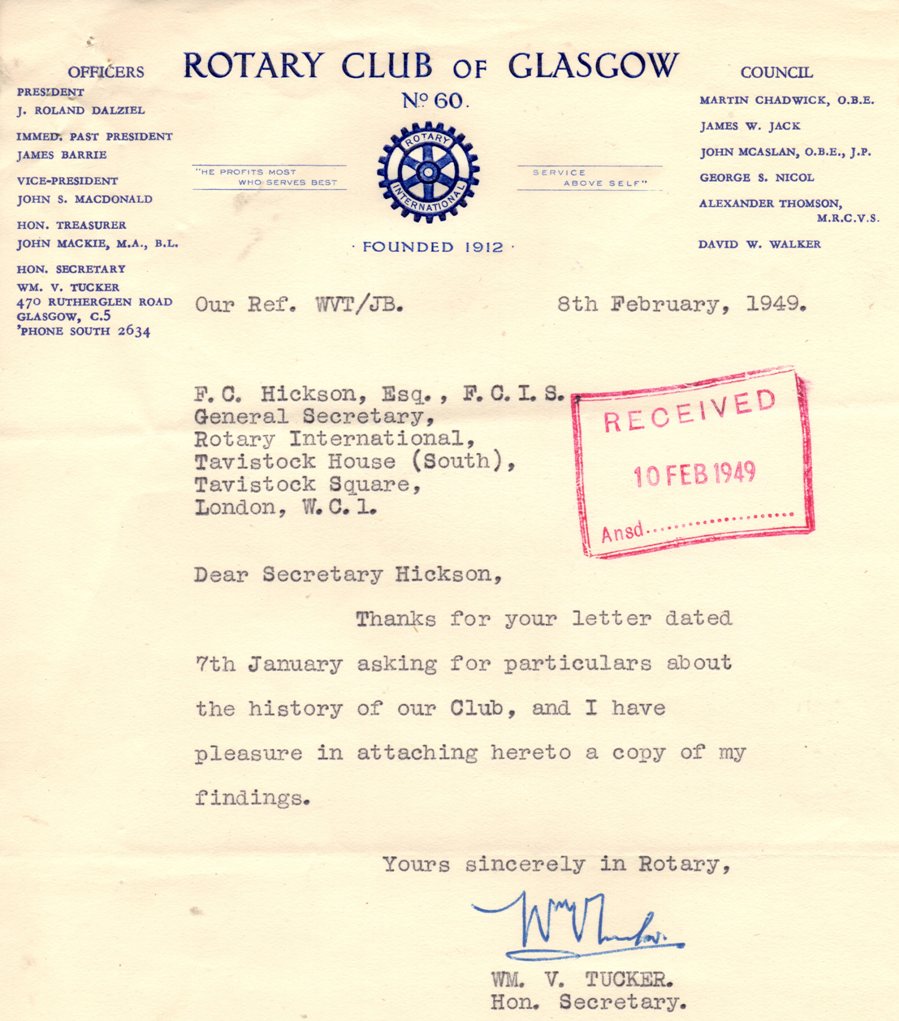 ROTARY CLUB OF GLASGOW
No 60.
OFFICERS
PRESIDENT
J. ROLAND DALZIEL
IMMED. PAST PRESIDENT
JAMES BARRIE
VICE-PRESIDENT
JOHN S. MACDONALD
HON. TREASURER
JOHN MACKIE, M.A., B.L.
HON. SECRETARY
WM. V. TUCKER
470 RUTHERGLEN ROAD
GLASGOW, C.5
'PHONE SOUTH 2634
"HE PROFITS MOST
WHO SERVES BEST
ROTARY
INTERNATIONAL
SERVICE
ABOVE SELF"
· FOUNDED 1912 ·
COUNCIL
MARTIN CHADWICK, O.B.E.
JAMES W. JACK
JOHN MCASLAN, O.B.E., J.P.
GEORGE S. NICOL
ALEXANDER THOMSON,
M.R.C.V.S.
DAVID W. WALKER
Our Ref. WVT/JB. 8th February, 1949.
F.C. Hickson, Esq., F.C.I.S.,
General Secretary,
Rotary International,
Tavistock House (South),
Tavistock Square,
London, W.C.1.
RECEIVED
10 FEB 1949
Ansd....................
Dear Secretary Hickson,
Thanks for your letter dated
7th January asking for particulars about
the history of our Club, and I have
pleasure in attaching hereto a copy of my
findings.
Yours sincerely in Rotary,
Wm V Tucker.
WM. V. TUCKER.
Hon. Secretary.